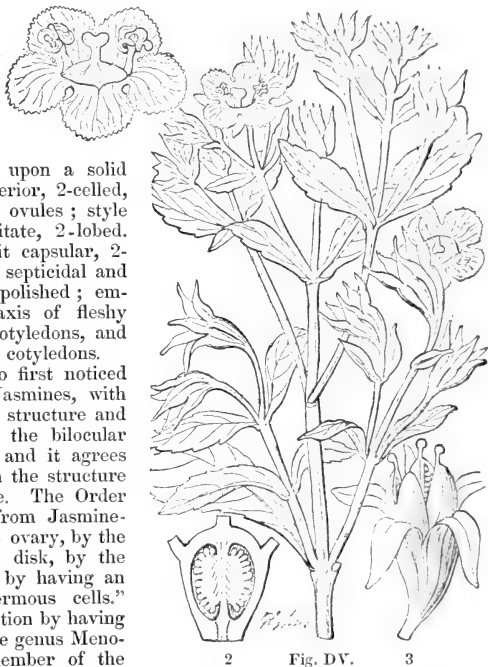 upon a solid
erior, 2-celled,
ovules ; style
itate, 2-lobed.
it capsular, 2-
septicidal and
polished ; em-
axis of fleshy
otyledons, and
cotyledons.
o first noticed
asmines, with
structure and
the bilocular
and it agrees
the structure
e. The Order
from Jasmine-
ovary, by the
disk, by the
by having an
ermous cells.”
tion by having
e genus Meno-
ember of the
2 Fig. DV. 3